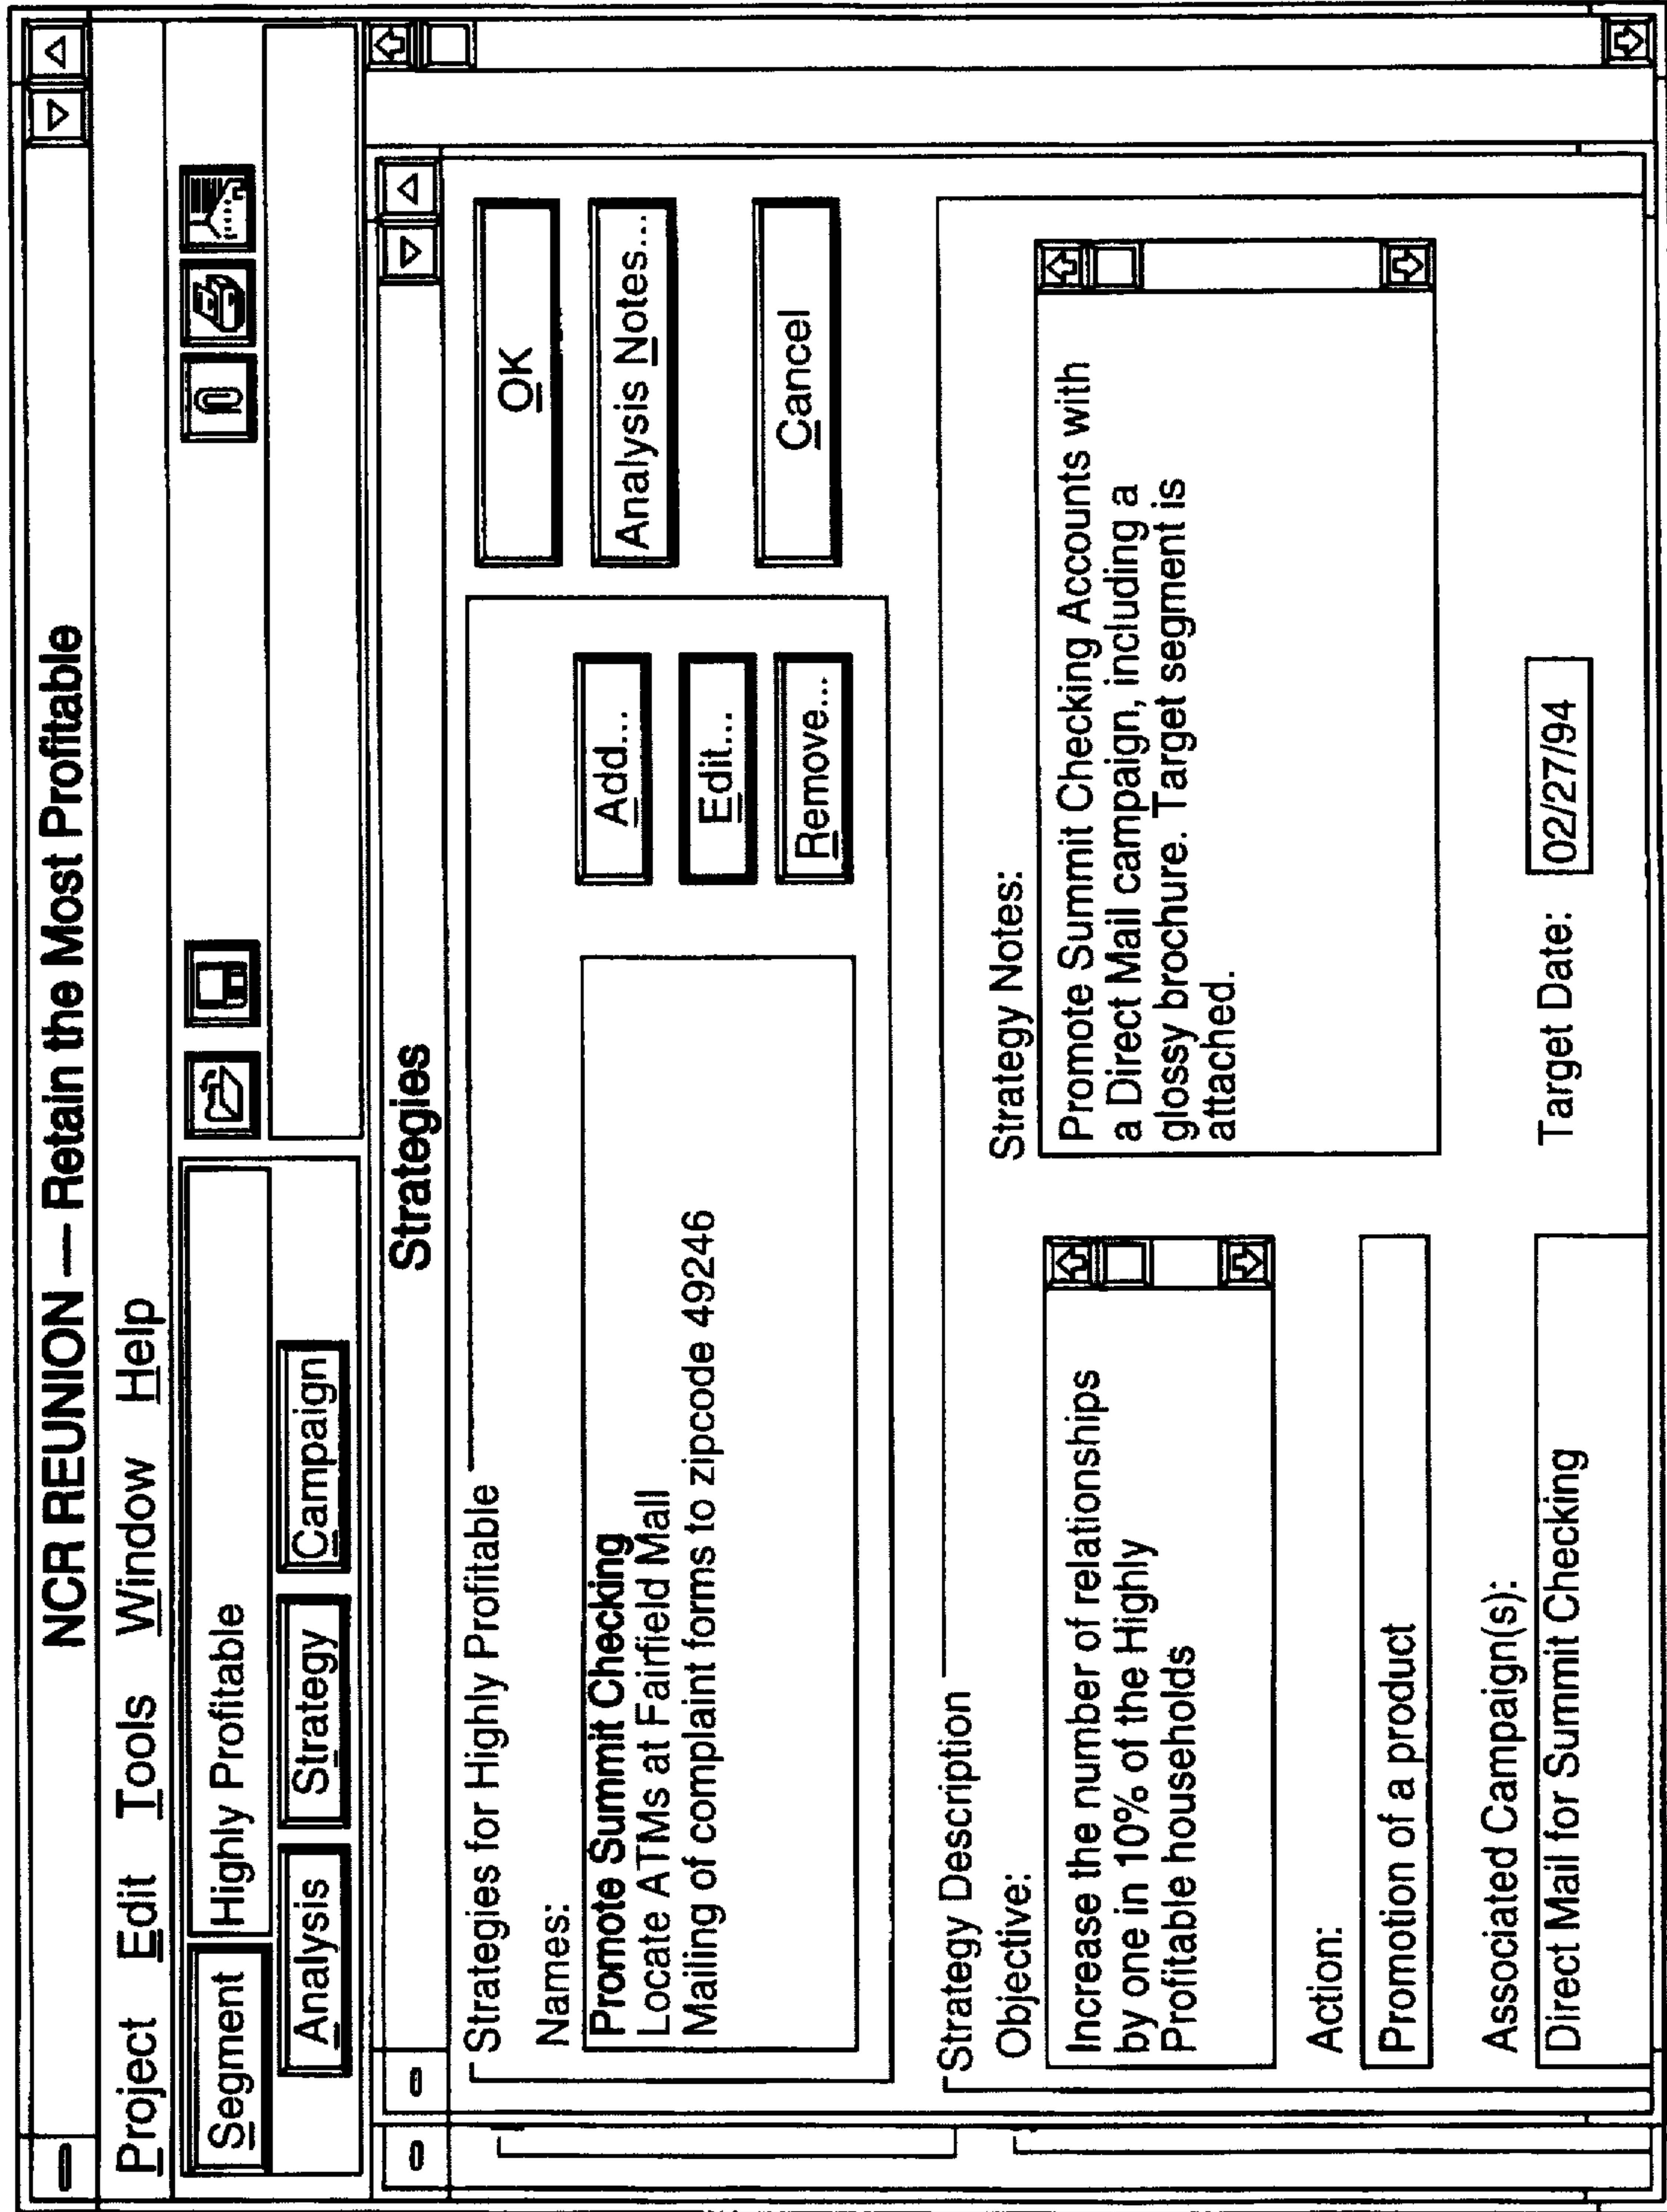 NCR REUNION — Retain the Most Profitable
Project Edit Tools Window Help
Segment Highly Profitable
Analysis Strategy Campaign
Strategies
Strategies for Highly Profitable
Names:
Promote Summit Checking
Locate ATMs at Fairfield Mall
Mailing of complaint forms to zipcode 49246
Add...
Edit...
Remove...
OK
Analysis Notes...
Cancel
Strategy Description
Objective:
Increase the number of relationships
by one in 10% of the Highly
Profitable households
Action:
Promotion of a product
Associated Campaign(s):
Direct Mail for Summit Checking
Strategy Notes:
Promote Summit Checking Accounts with
a Direct Mail campaign, including a
glossy brochure. Target segment is
attached.
Target Date: 02/27/94